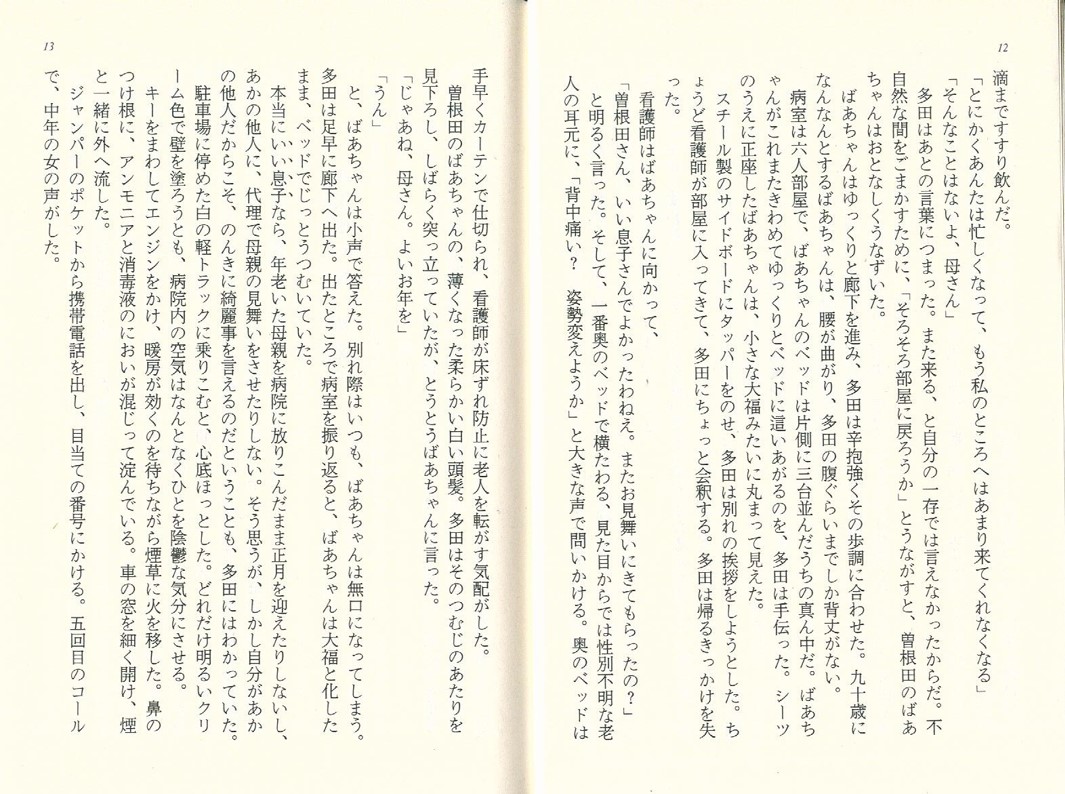 12
滴まですすり飲んだ。
「とにかくあんたは忙しくなって、もう私のところへはあまり来てくれなくなる」
「そんなことはないよ、母さん」
多田はあとの言葉につまった。また来る、と自分の一存では言えなかったからだ。不
自然な間をごまかすために、「そろそろ部屋に戻ろうか」とうながすと、曽根田のばあ
ちゃんはおとなしくうなずいた。
ばあちゃんはゆっくりと廊下を進み、多田は辛抱強くその歩調に合わせた。九十歳に
なんなんとするばあちゃんは、腰が曲がり、多田の腹ぐらいまでしか背丈がない。
病室は六人部屋で、ばあちゃんのベッドは片側に三台並んだうちの真ん中だ。ばあち
ゃんがこれまたきわめてゆっくりとベッドに這いあがるのを、多田は手伝った。シーツ
のうえに正座したばあちゃんは、小さな大福みたいに丸まって見えた。
スチール製のサイドボードにタッパーをのせ、多田は別れの挨拶をしようとした。ち
ょうど看護師が部屋に入ってきて、多田にちょっと会釈する。多田は帰るきっかけを失
った。
看護師はばあちゃんに向かって、
「曽根田さん、いい息子さんでよかったわねえ。またお見舞いにきてもらったの？」
と明るく言った。そして、一番奥のベッドで横たわる、見た目からでは性別不明な老
人の耳元に、「背中痛い？　姿勢変えようか」と大きな声で問いかける。奥のベッドは
13
手早くカーテンで仕切られ、看護師が床ずれ防止に老人を転がす気配がした。
曽根田のばあちゃんの、薄くなった柔らかい白い頭髪。多田はそのつむじのあたりを
見下ろし、しばらく突っ立っていたが、とうとうばあちゃんに言った。
「じゃあね、母さん。よいお年を」
「うん」
と、ばあちゃんは小声で答えた。別れ際はいつも、ばあちゃんは無口になってしまう。
多田は足早に廊下へ出た。出たところで病室を振り返ると、ばあちゃんは大福と化した
まま、ベッドでじっとうつむいていた。
本当にいい息子なら、年老いた母親を病院に放りこんだまま正月を迎えたりしないし、
あかの他人に、代理で母親の見舞いをさせたりしない。そう思うが、しかし自分があか
の他人だからこそ、のんきに綺麗事を言えるのだということも、多田にはわかっていた。
駐車場に停めた白の軽トラックに乗りこむと、心底ほっとした。どれだけ明るいクリ
ーム色で壁を塗ろうとも、病院内の空気はなんとなくひとを陰鬱な気分にさせる。
キーをまわしてエンジンをかけ、暖房が効くのを待ちながら煙草に火を移した。鼻の
つけ根に、アンモニアと消毒液のにおいが混じって淀んでいる。車の窓を細く開け、煙
と一緒に外へ流した。
ジャンパーのポケットから携帯電話を出し、目当ての番号にかける。五回目のコール
で、中年の女の声がした。